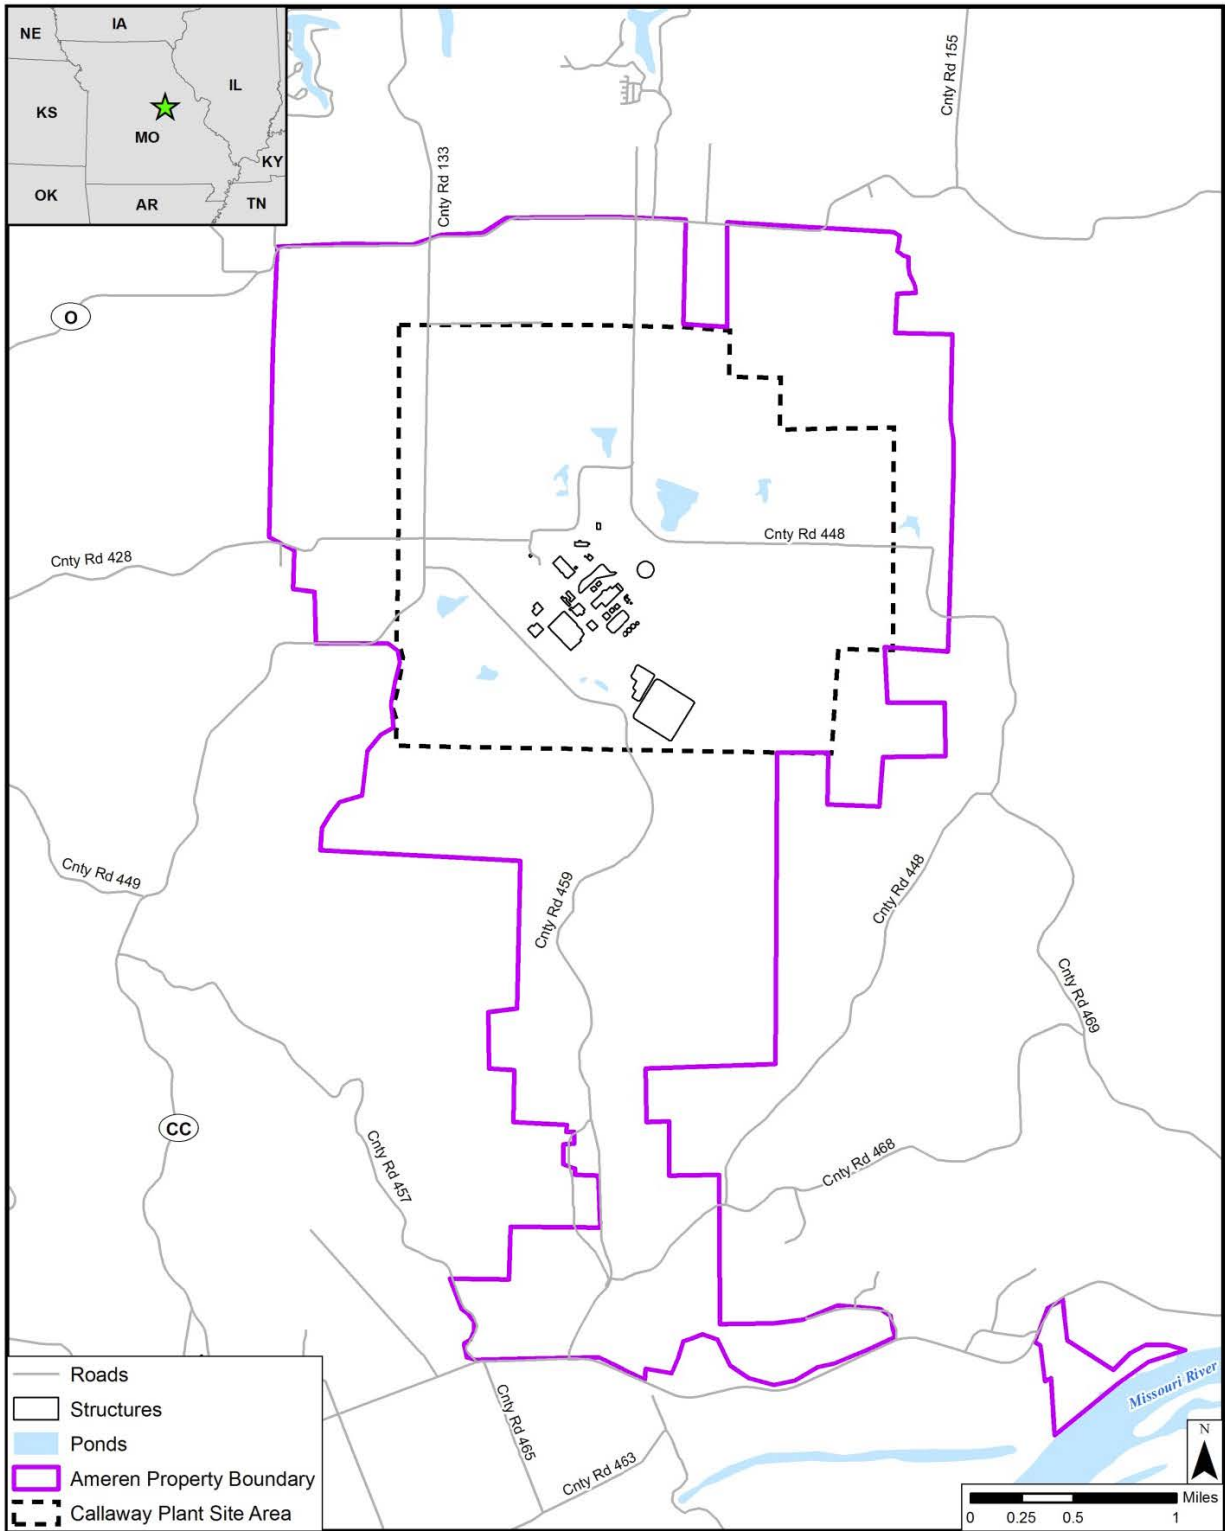 NE
IA
KS
IL
MO
KY
OK
AR
TN
Cnty Rd 133
Cnty Rd 155
O
Cnty Rd 428
Cnty Rd 448
Cnty Rd 449
Cnty Rd 459
Cnty Rd 448
Cnty Rd 469
CC
Cnty Rd 457
Cnty Rd 468
Cnty Rd 465
Cnty Rd 463
Missouri River
Roads
Structures
Ponds
Ameren Property Boundary
Callaway Plant Site Area
N
Miles
0 0.25 0.5 1